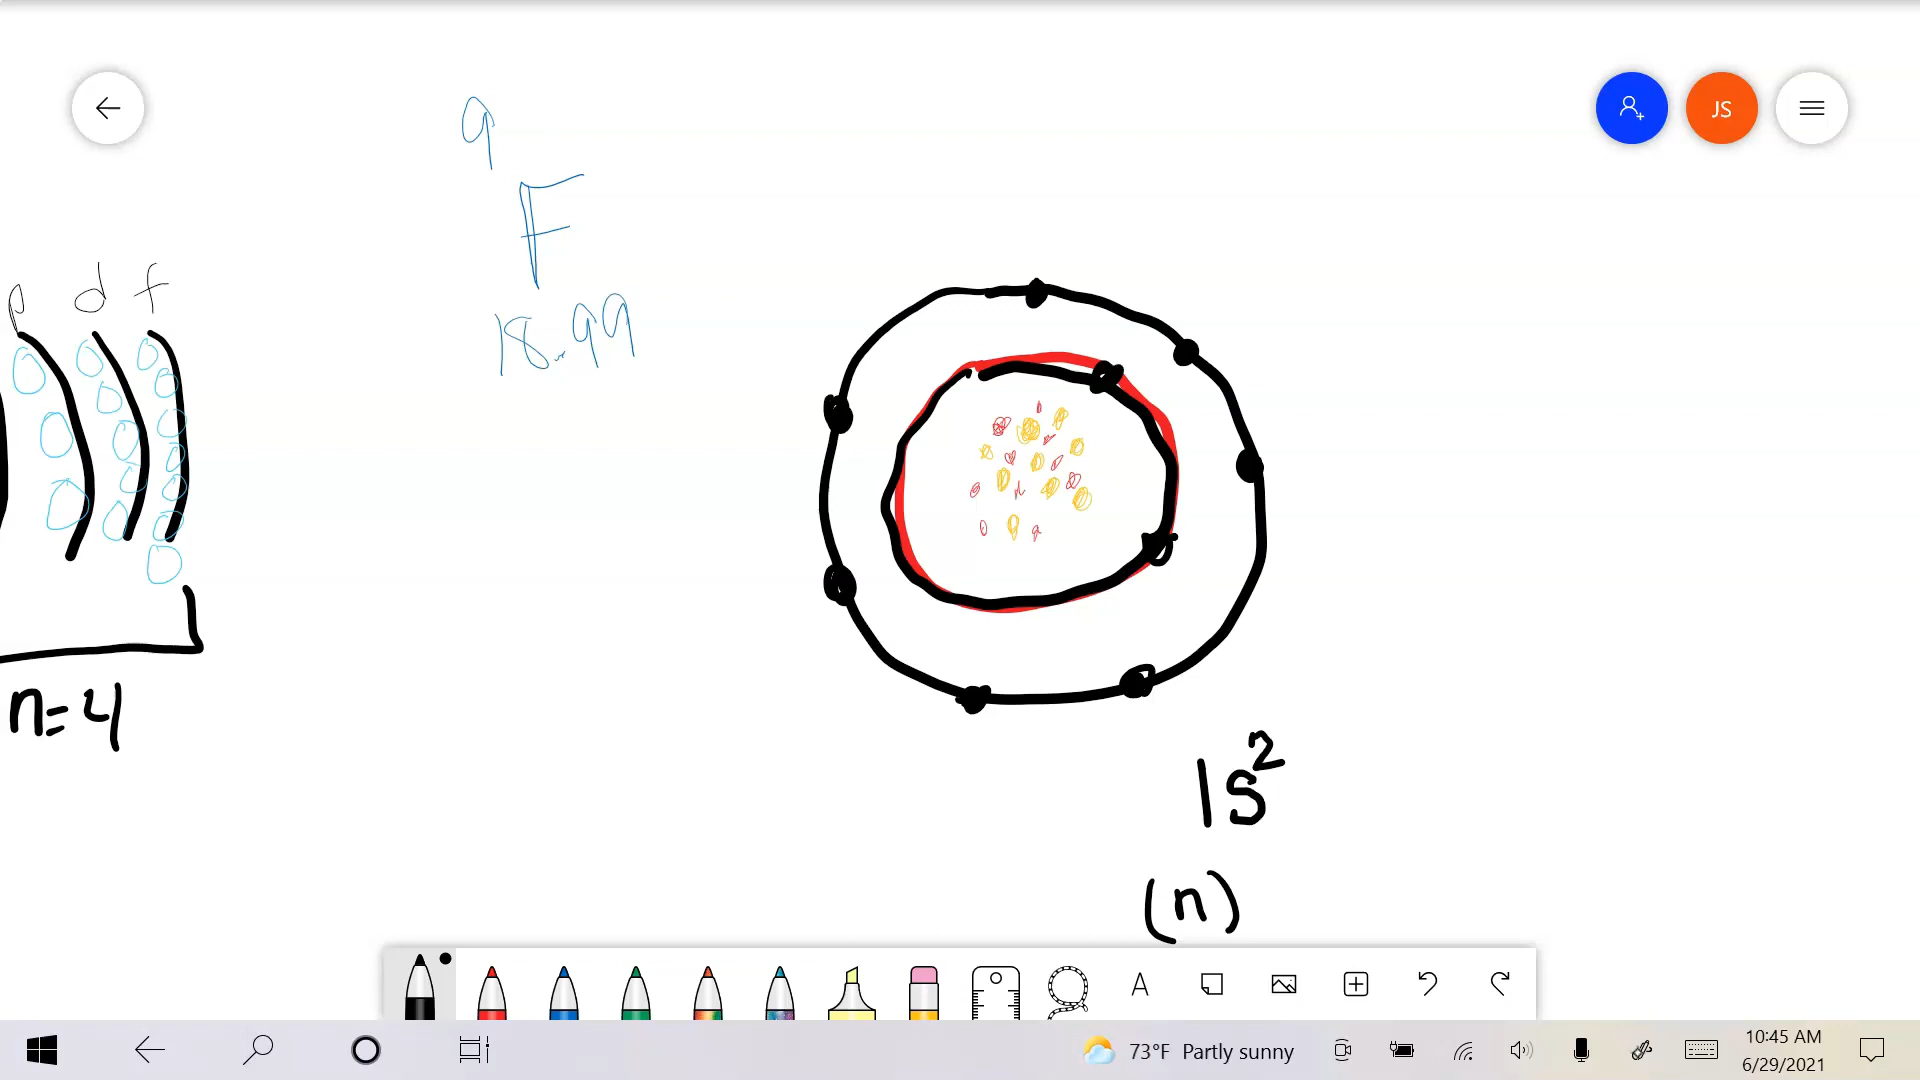 JS
9
F
18.99
p d f
n=4
1s²
(n)
A
73°F Partly sunny
10:45 AM
6/29/2021